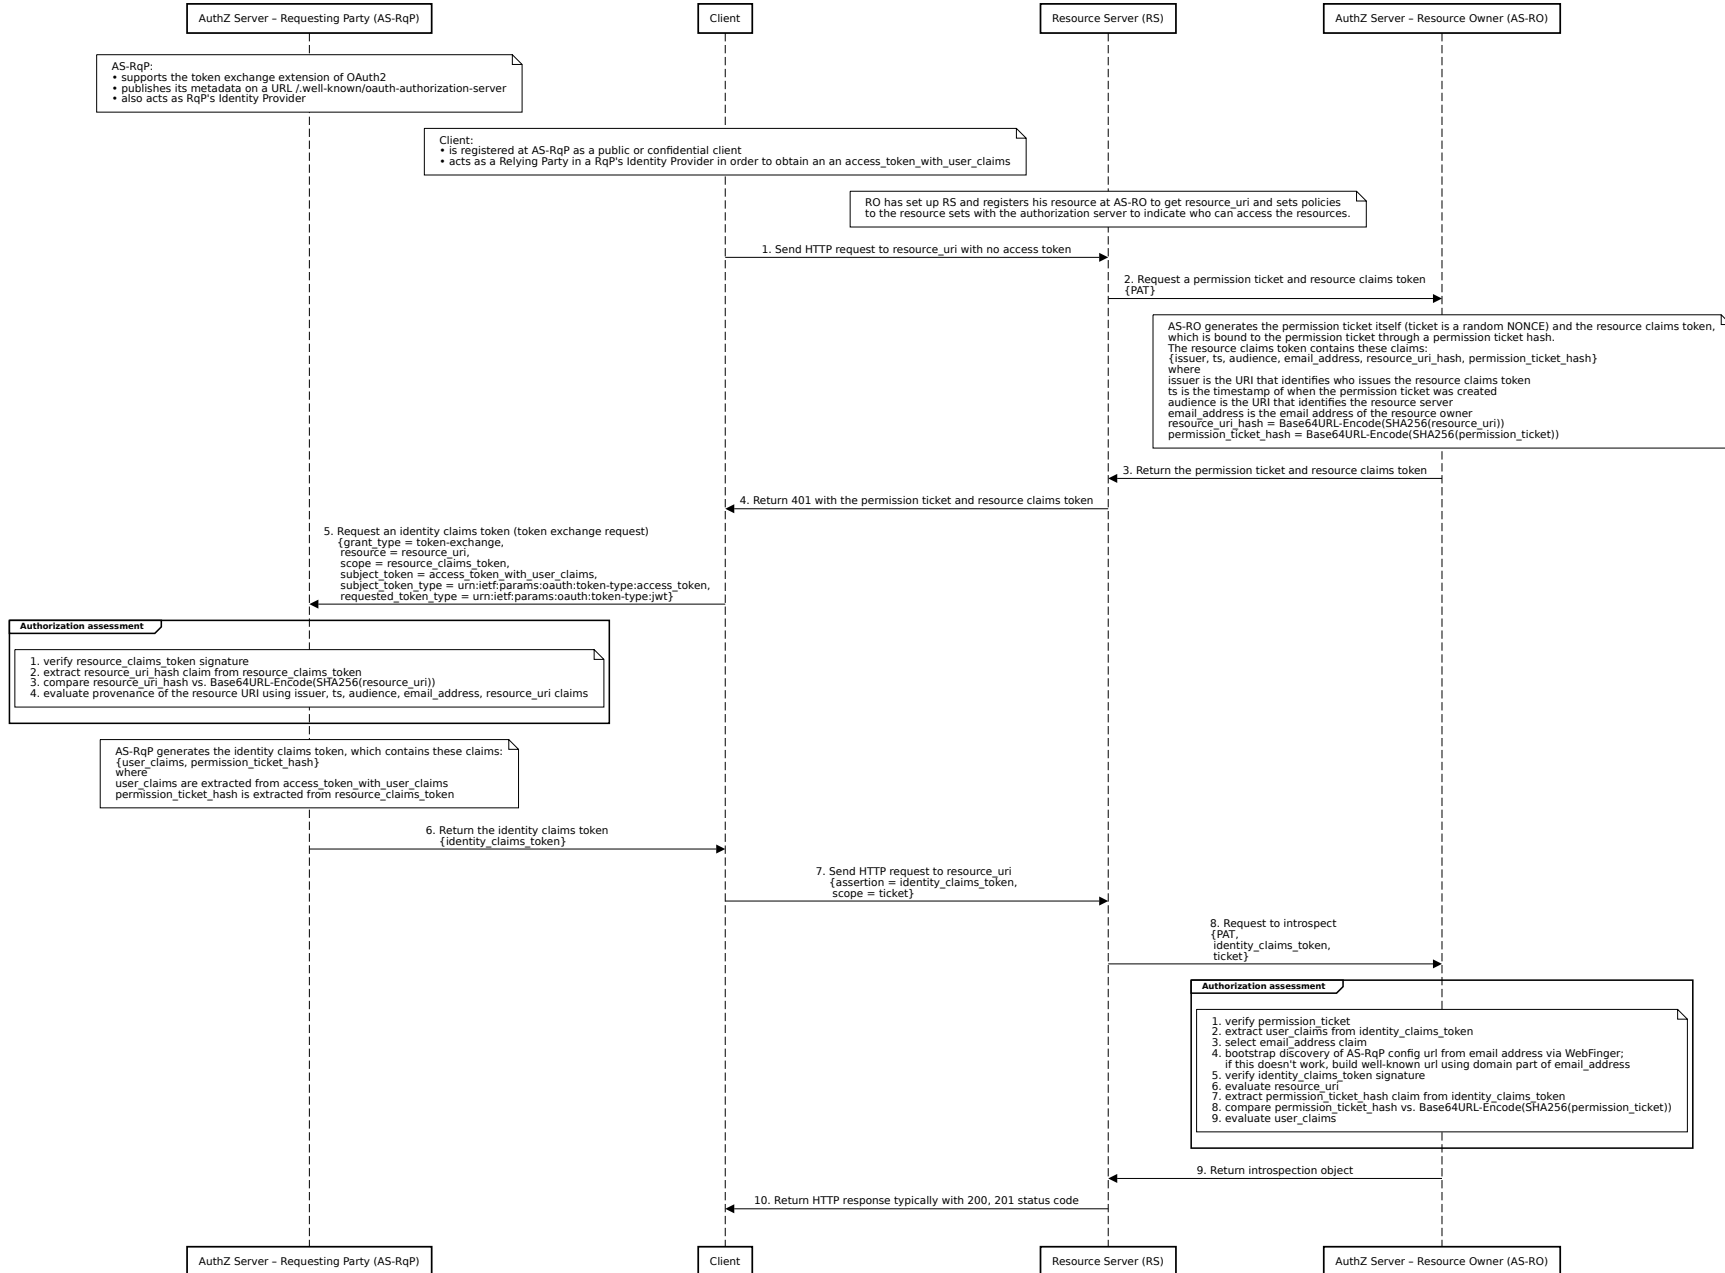 AuthZ Server – Requesting Party (AS-RqP)
Client
Resource Server (RS)
AuthZ Server – Resource Owner (AS-RO)
AS-RqP:
• supports the token exchange extension of OAuth2
• publishes its metadata on a URL /.well-known/oauth-authorization-server
• also acts as RqP's Identity Provider
Client:
• is registered at AS-RqP as a public or confidential client
• acts as a Relying Party in a RqP's Identity Provider in order to obtain an an access_token_with_user_claims
RO has set up RS and registers his resource at AS-RO to get resource_uri and sets policies
to the resource sets with the authorization server to indicate who can access the resources.
1. Send HTTP request to resource_uri with no access token
2. Request a permission ticket and resource claims token
{PAT}
AS-RO generates the permission ticket itself (ticket is a random NONCE) and the resource claims token,
which is bound to the permission ticket through a permission ticket hash.
The resource claims token contains these claims:
{issuer, ts, audience, email_address, resource_uri_hash, permission_ticket_hash}
where
issuer is the URI that identifies who issues the resource claims token
ts is the timestamp of when the permission ticket was created
audience is the URI that identifies the resource server
email_address is the email address of the resource owner
resource_uri_hash = Base64URL-Encode(SHA256(resource_uri))
permission_ticket_hash = Base64URL-Encode(SHA256(permission_ticket))
3. Return the permission ticket and resource claims token
4. Return 401 with the permission ticket and resource claims token
5. Request an identity claims token (token exchange request)
{grant_type = token-exchange,
resource = resource_uri,
scope = resource_claims_token,
subject_token = access_token_with_user_claims,
subject_token_type = urn:ietf:params:oauth:token-type:access_token,
requested_token_type = urn:ietf:params:oauth:token-type:jwt}
Authorization assessment
1. verify resource_claims_token signature
2. extract resource_uri_hash claim from resource_claims_token
3. compare resource_uri_hash vs. Base64URL-Encode(SHA256(resource_uri))
4. evaluate provenance of the resource URI using issuer, ts, audience, email_address, resource_uri claims
AS-RqP generates the identity claims token, which contains these claims:
{user_claims, permission_ticket_hash}
where
user_claims are extracted from access_token_with_user_claims
permission_ticket_hash is extracted from resource_claims_token
6. Return the identity claims token
{identity_claims_token}
7. Send HTTP request to resource_uri
{assertion = identity_claims_token,
scope = ticket}
8. Request to introspect
{PAT,
identity_claims_token,
ticket}
Authorization assessment
1. verify permission_ticket
2. extract user_claims from identity_claims_token
3. select email_address claim
4. bootstrap discovery of AS-RqP config url from email address via WebFinger;
if this doesn't work, build well-known url using domain part of email_address
5. verify identity_claims_token signature
6. evaluate resource_uri
7. extract permission_ticket_hash claim from identity_claims_token
8. compare permission_ticket_hash vs. Base64URL-Encode(SHA256(permission_ticket))
9. evaluate user_claims
9. Return introspection object
10. Return HTTP response typically with 200, 201 status code
AuthZ Server – Requesting Party (AS-RqP)
Client
Resource Server (RS)
AuthZ Server – Resource Owner (AS-RO)